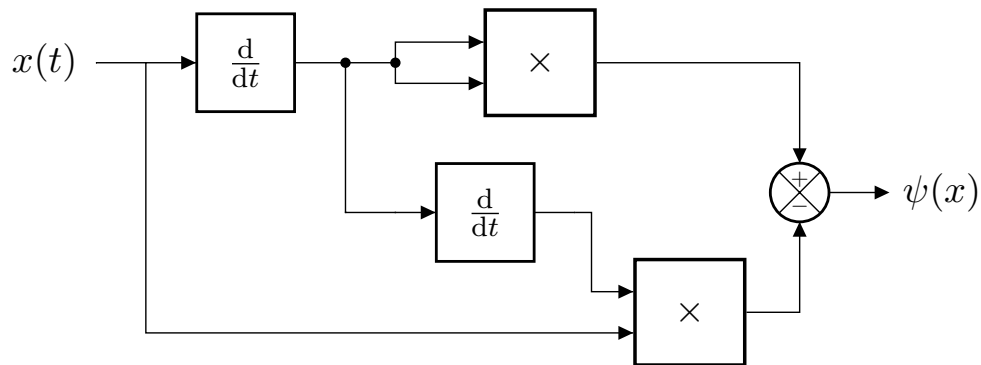 x(t)
d
dt
×
+
−
ψ(x)
d
dt
×